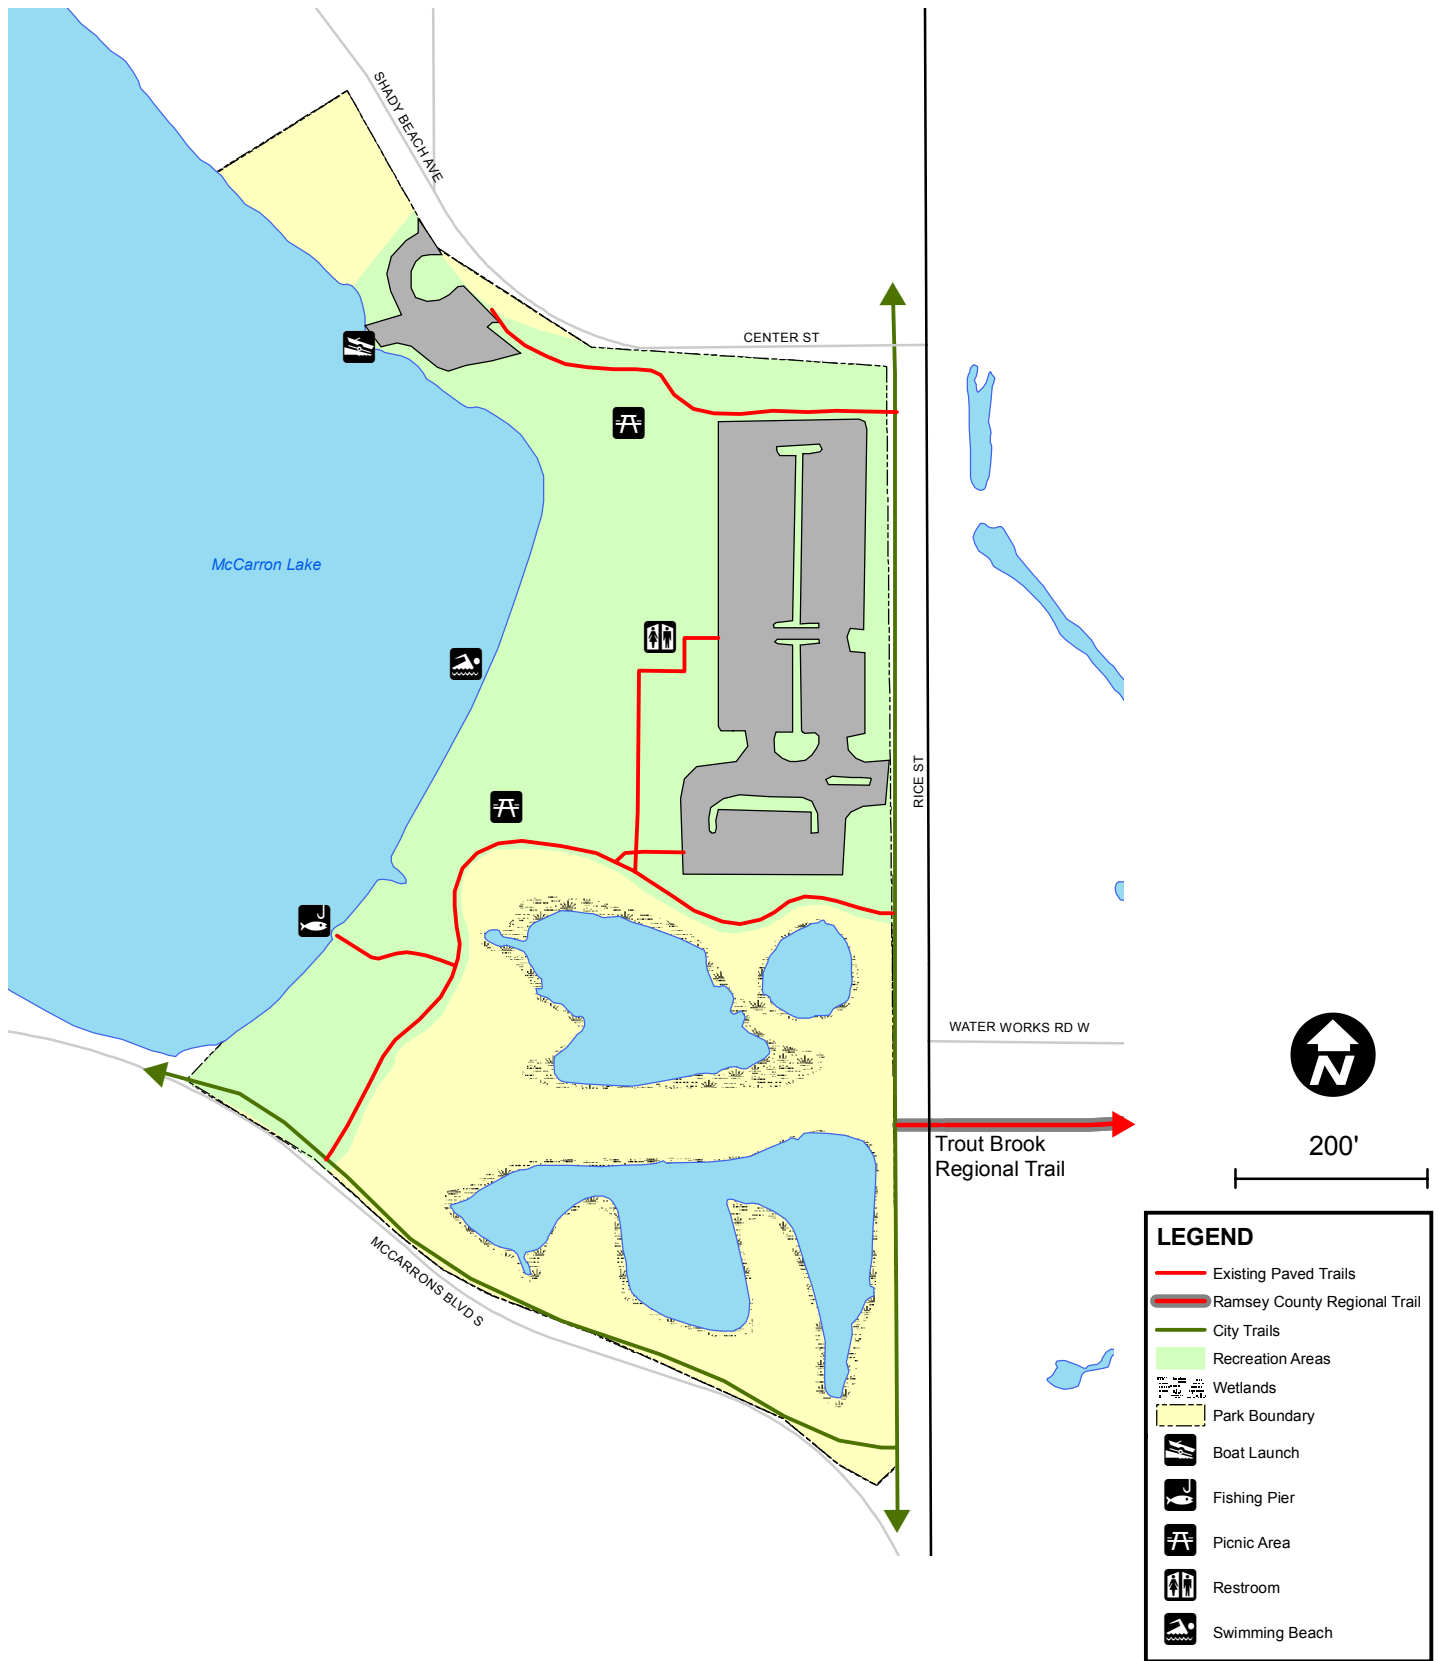 SHADY BEACH AVE
CENTER ST
McCarron Lake
RICE ST
WATER WORKS RD W
N
Trout Brook
Regional Trail
200'
MCCARRONS BLVD S
LEGEND
Existing Paved Trails
Ramsey County Regional Trail
City Trails
Recreation Areas
Wetlands
Park Boundary
Boat Launch
Fishing Pier
Picnic Area
Restroom
Swimming Beach